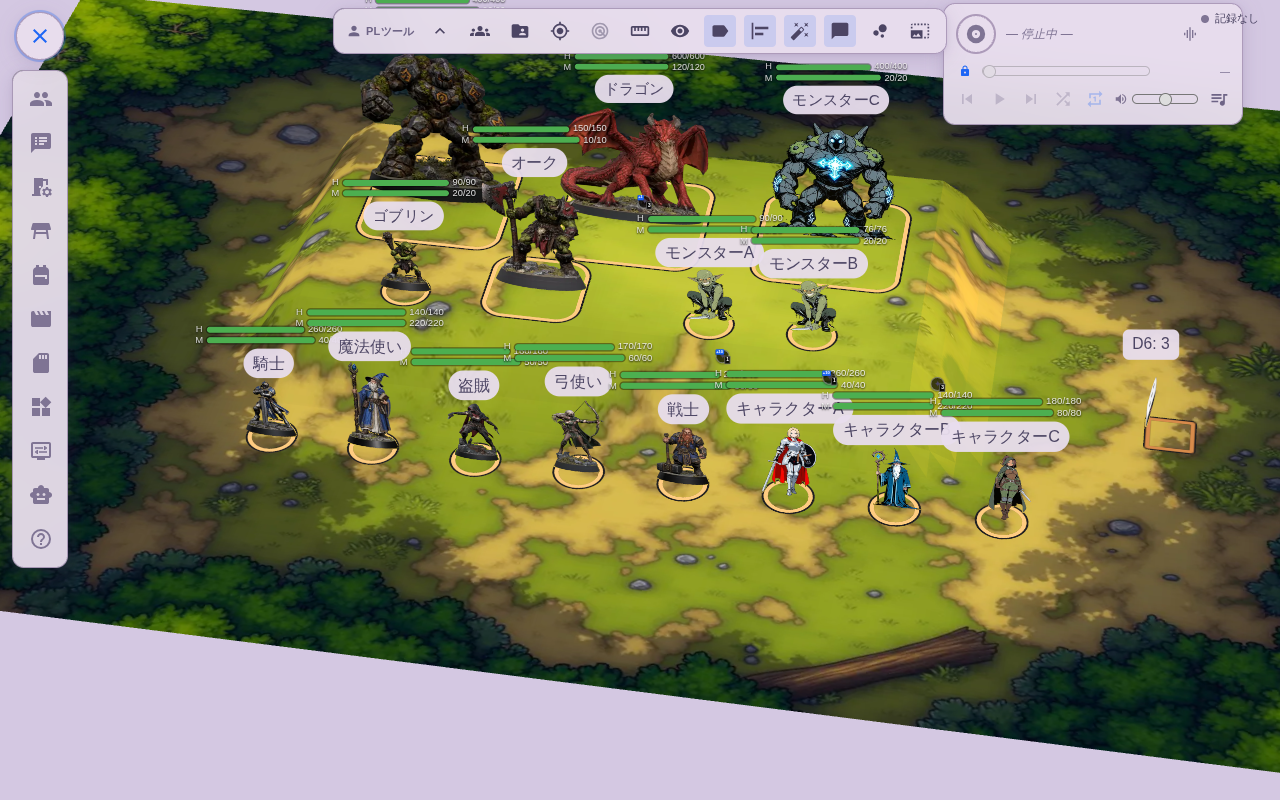 PLツール
記録なし
— 停止中 —
—
H 600/600
M 120/120
ドラゴン
H 400/400
M 20/20
モンスターC
H 150/150
M 10/10
オーク
H 90/90
M 20/20
ゴブリン
H 90/90
M
モンスターA
H 76/76
M 20/20
モンスターB
H 260/260
M 40
騎士
H 140/140
M 220/220
魔法使い
M
盗賊
H 170/170
M 60/60
弓使い
H
戦士
H 260/260
M 40/40
キャラクター
H 140/140
M 220/220
キャラクターB
H 180/180
M 80/80
キャラクターC
D6: 3